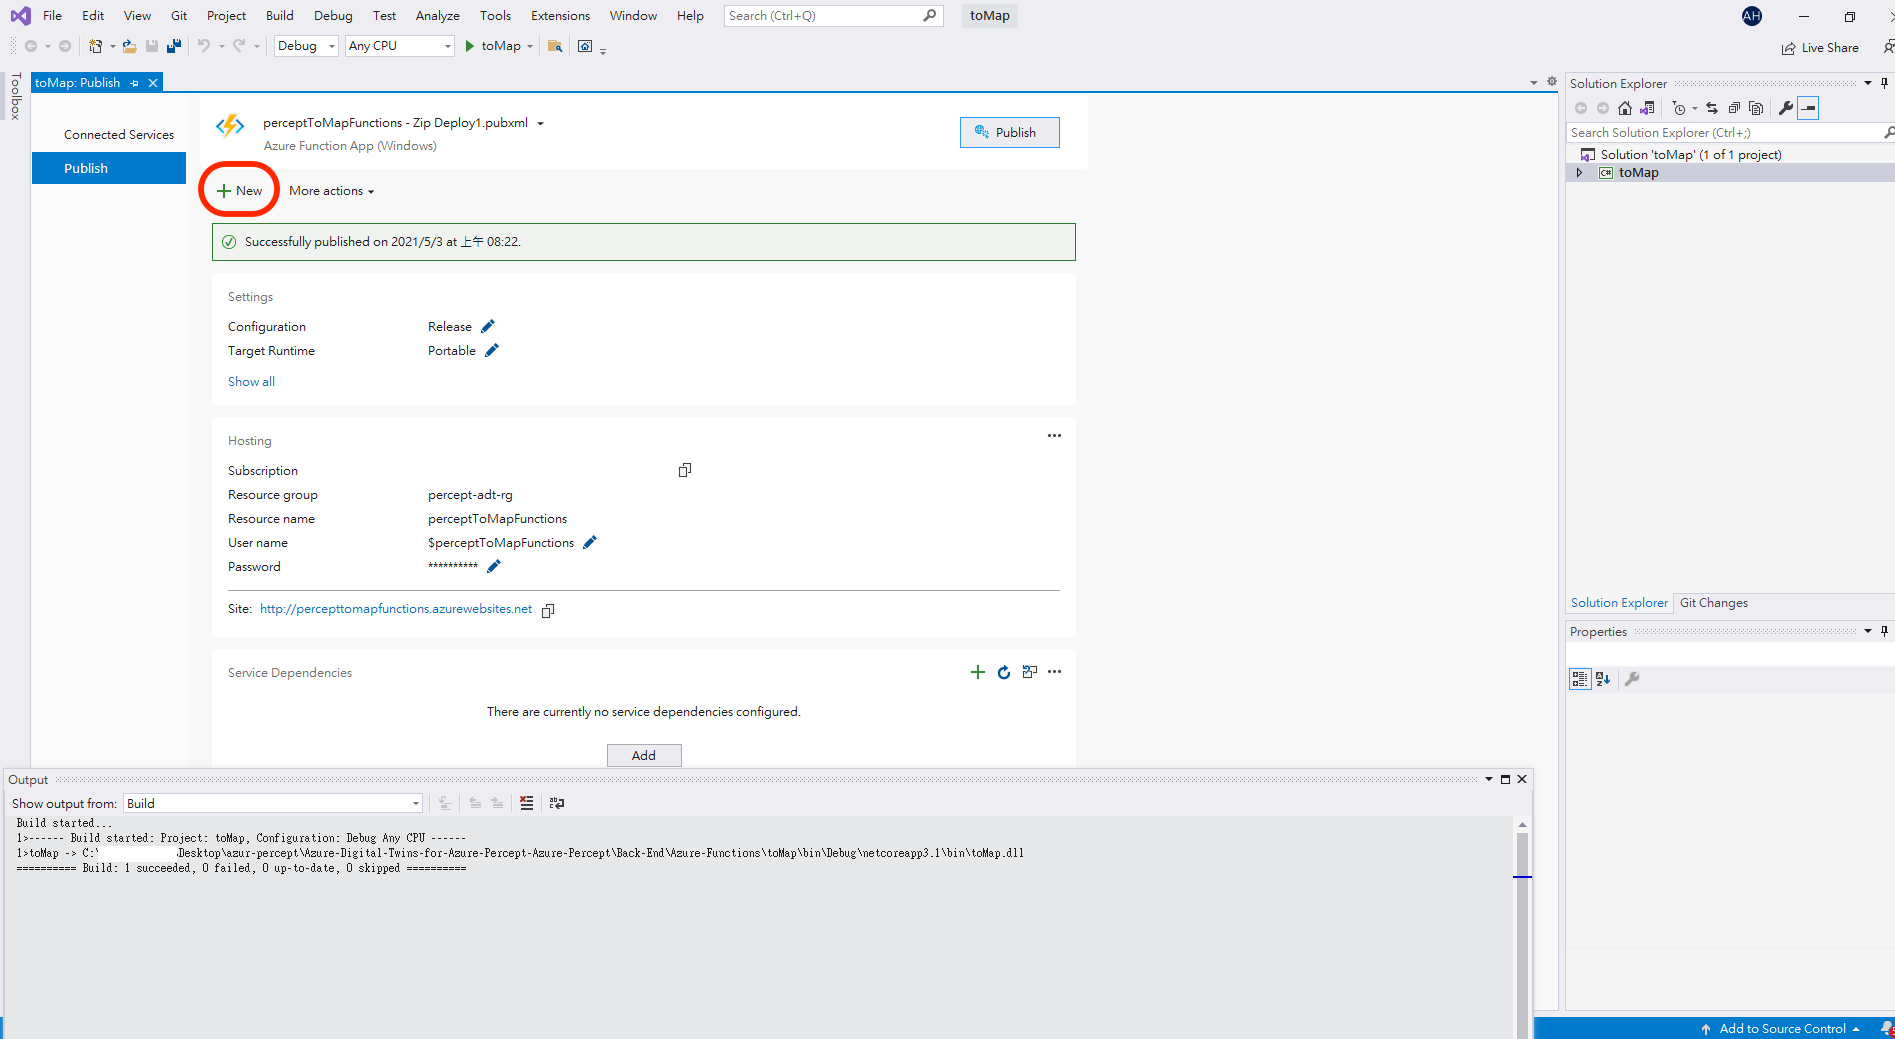 File Edit View Git Project Build Debug Test Analyze Tools Extensions Window Help Search (Ctrl+Q) toMap AH
Debug Any CPU toMap Live Share
Toolbox
toMap: Publish
Connected Services
Publish
perceptToMapFunctions - Zip Deploy1.pubxml
Azure Function App (Windows)
Publish
New More actions
Successfully published on 2021/5/3 at 上午 08:22.
Settings
Configuration Release
Target Runtime Portable
Show all
Hosting
Subscription
Resource group percept-adt-rg
Resource name perceptToMapFunctions
User name $perceptToMapFunctions
Password **********
Site: http://percepttomapfunctions.azurewebsites.net
Service Dependencies
There are currently no service dependencies configured.
Add
Solution Explorer
Search Solution Explorer (Ctrl+;)
Solution 'toMap' (1 of 1 project)
C# toMap
Solution Explorer Git Changes
Properties
Output
Show output from: Build
Build started...
1>------ Build started: Project: toMap, Configuration: Debug Any CPU ------
1>toMap -> C:\ Desktop\azur-percept\Azure-Digital-Twins-for-Azure-Percept-Azure-Percept\Back-End\Azure-Functions\toMap\bin\Debug\netcoreapp3.1\bin\toMap.dll
========== Build: 1 succeeded, 0 failed, 0 up-to-date, 0 skipped ==========
Add to Source Control